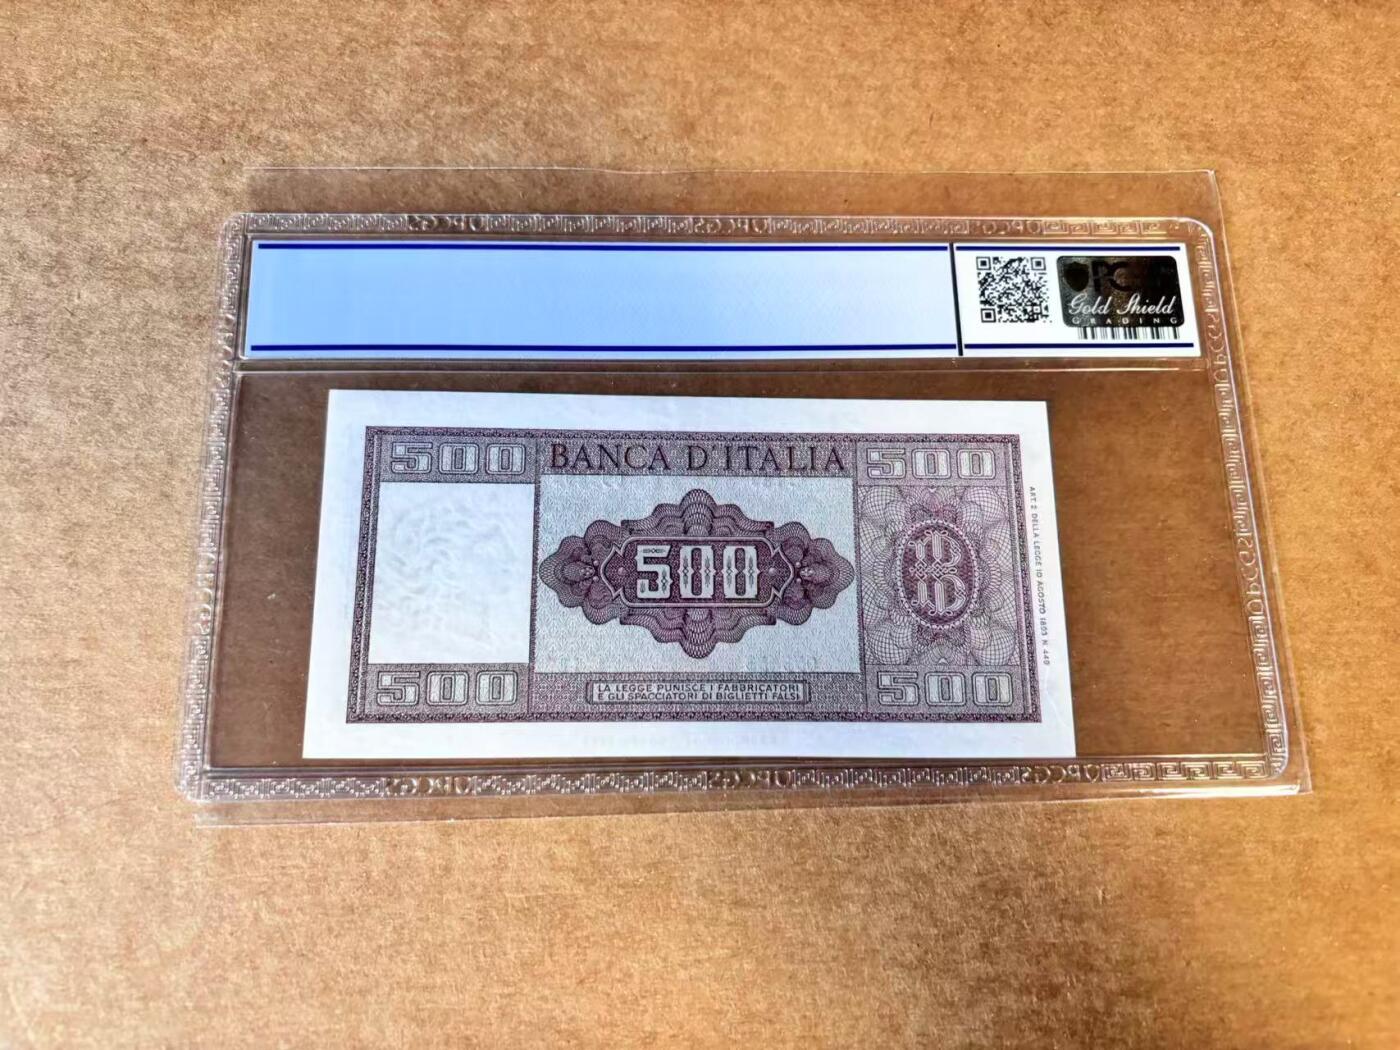 Gold Shield
GRADING
500
BANCA D'ITALIA
500
500
500
LA LEGGE PUNISCE I FABBRICATORI
E GLI SPACCIATORI DI BIGLIETTI FALSI
500
ART. 2 DELLA LEGGE 10 AGOSTO 1893 N. 449